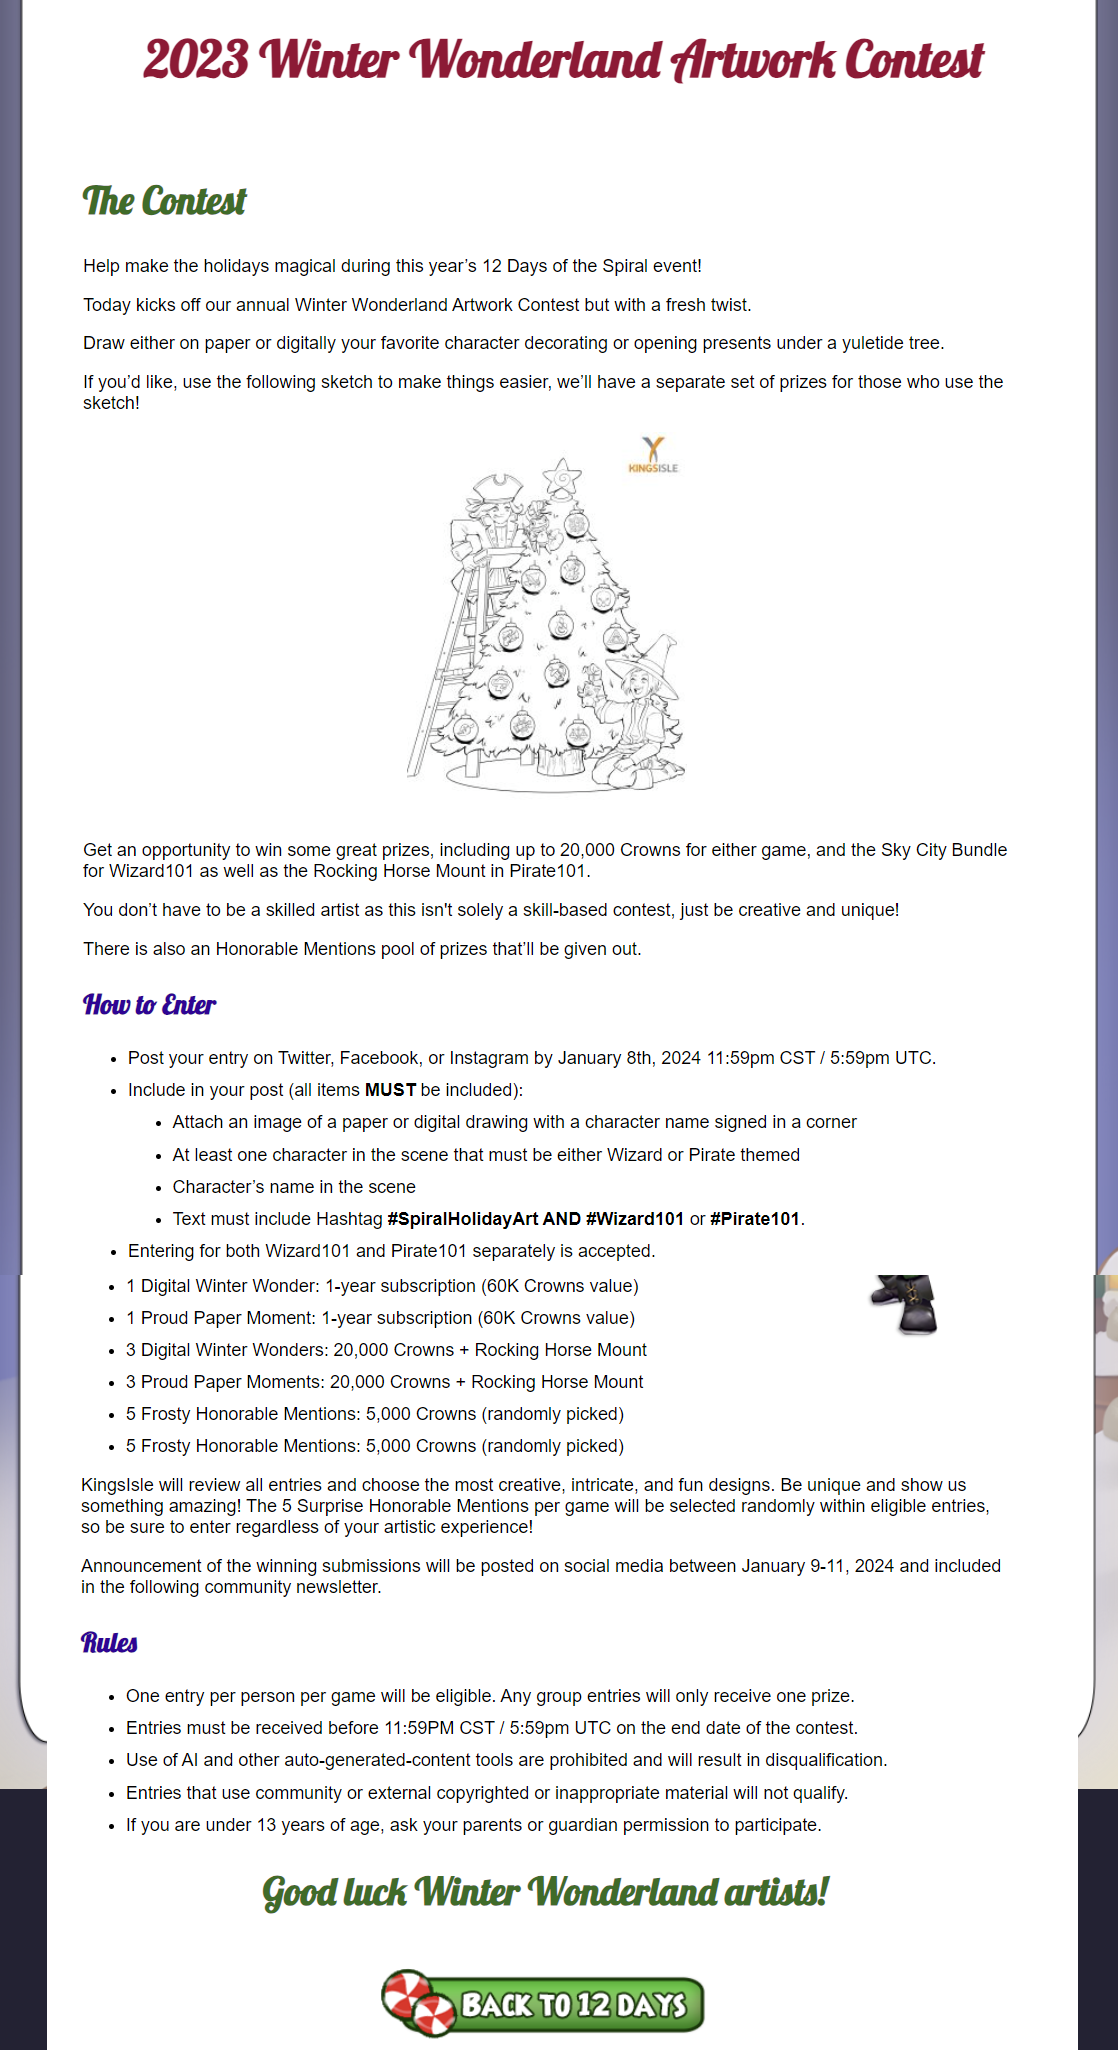 2023 Winter Wonderland Artwork Contest
The Contest
Help make the holidays magical during this year’s 12 Days of the Spiral event!
Today kicks off our annual Winter Wonderland Artwork Contest but with a fresh twist.
Draw either on paper or digitally your favorite character decorating or opening presents under a yuletide tree.
If you’d like, use the following sketch to make things easier, we’ll have a separate set of prizes for those who use the
sketch!
KINGSISLE
Get an opportunity to win some great prizes, including up to 20,000 Crowns for either game, and the Sky City Bundle
for Wizard101 as well as the Rocking Horse Mount in Pirate101.
You don’t have to be a skilled artist as this isn't solely a skill-based contest, just be creative and unique!
There is also an Honorable Mentions pool of prizes that’ll be given out.
How to Enter
• Post your entry on Twitter, Facebook, or Instagram by January 8th, 2024 11:59pm CST / 5:59pm UTC.
• Include in your post (all items MUST be included):
• Attach an image of a paper or digital drawing with a character name signed in a corner
• At least one character in the scene that must be either Wizard or Pirate themed
• Character’s name in the scene
• Text must include Hashtag #SpiralHolidayArt AND #Wizard101 or #Pirate101.
• Entering for both Wizard101 and Pirate101 separately is accepted.
• 1 Digital Winter Wonder: 1-year subscription (60K Crowns value)
• 1 Proud Paper Moment: 1-year subscription (60K Crowns value)
• 3 Digital Winter Wonders: 20,000 Crowns + Rocking Horse Mount
• 3 Proud Paper Moments: 20,000 Crowns + Rocking Horse Mount
• 5 Frosty Honorable Mentions: 5,000 Crowns (randomly picked)
• 5 Frosty Honorable Mentions: 5,000 Crowns (randomly picked)
KingsIsle will review all entries and choose the most creative, intricate, and fun designs. Be unique and show us
something amazing! The 5 Surprise Honorable Mentions per game will be selected randomly within eligible entries,
so be sure to enter regardless of your artistic experience!
Announcement of the winning submissions will be posted on social media between January 9-11, 2024 and included
in the following community newsletter.
Rules
• One entry per person per game will be eligible. Any group entries will only receive one prize.
• Entries must be received before 11:59PM CST / 5:59pm UTC on the end date of the contest.
• Use of AI and other auto-generated-content tools are prohibited and will result in disqualification.
• Entries that use community or external copyrighted or inappropriate material will not qualify.
• If you are under 13 years of age, ask your parents or guardian permission to participate.
Good luck Winter Wonderland artists!
BACK TO 12 DAYS